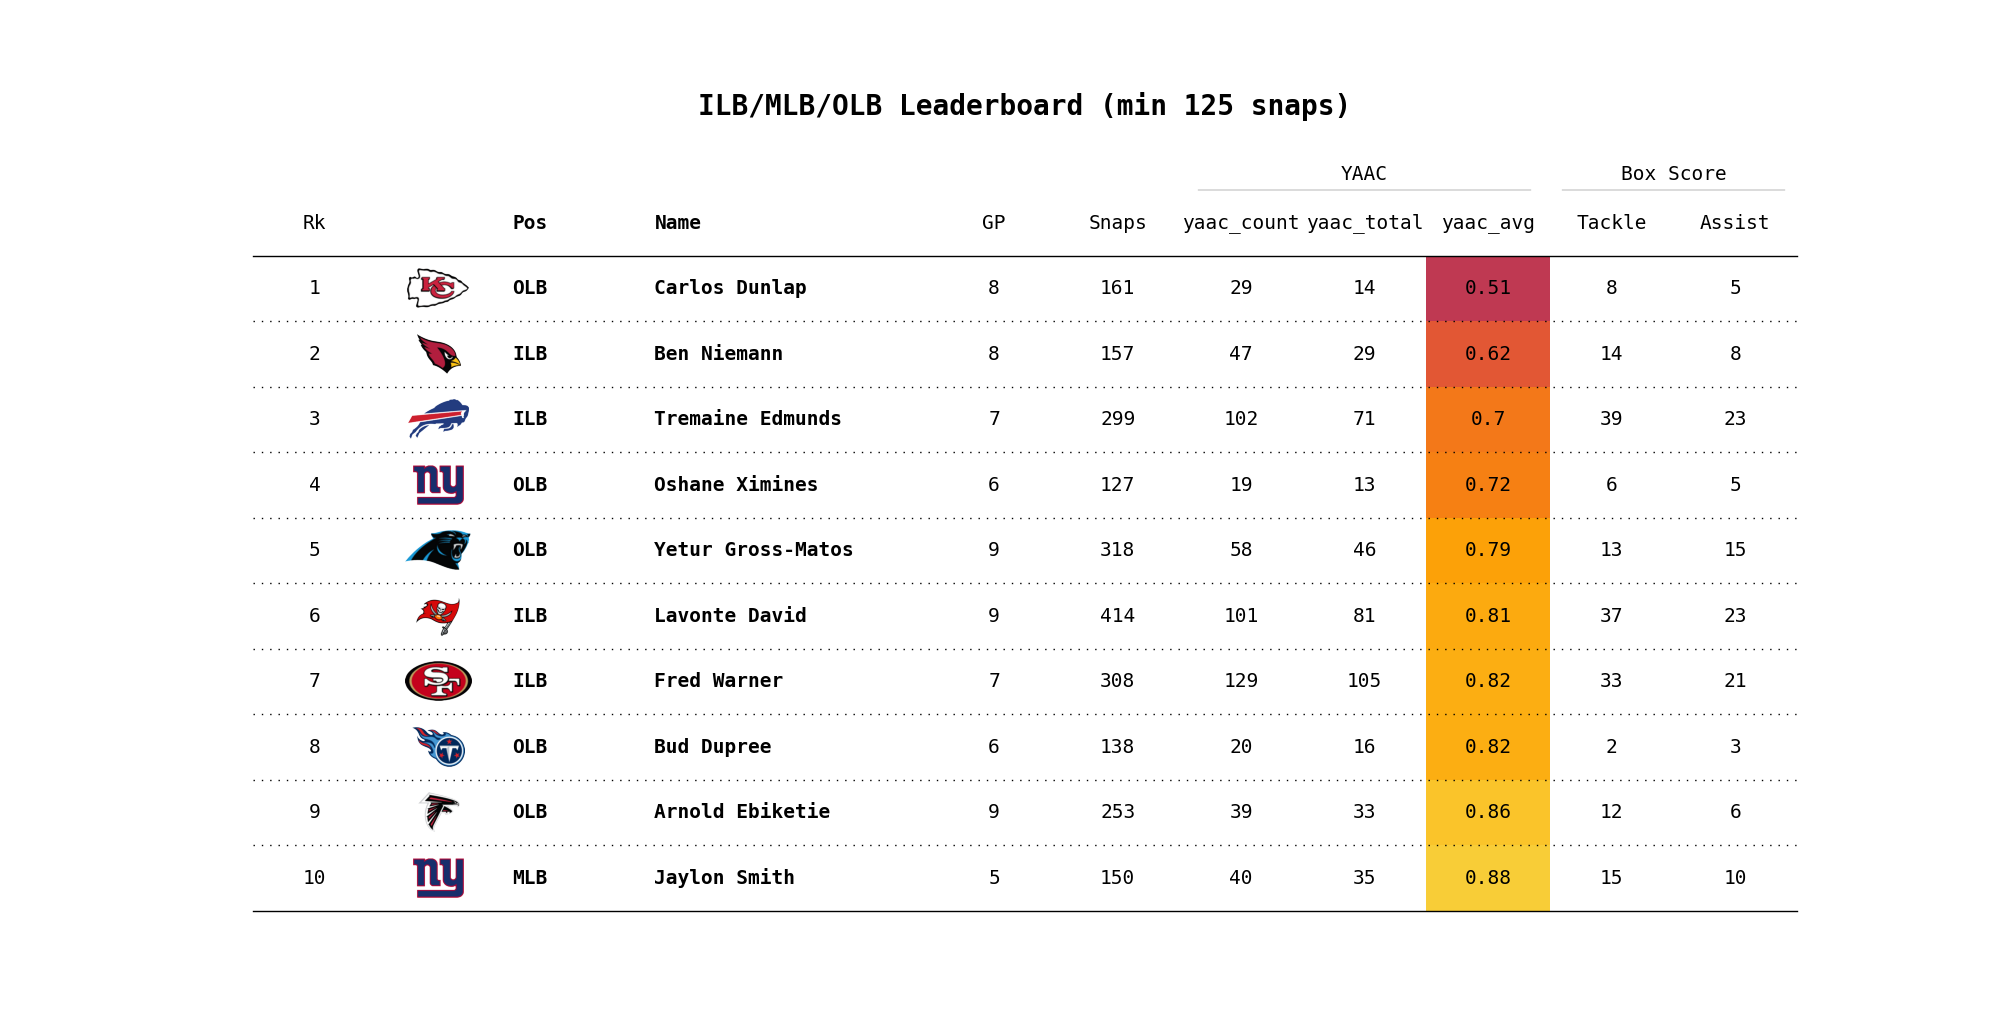 ILB/MLB/OLB Leaderboard (min 125 snaps)
YAAC Box Score
Rk Pos Name GP Snaps yaac_count yaac_total yaac_avg Tackle Assist
1 KC OLB Carlos Dunlap 8 161 29 14 0.51 8 5
2 ILB Ben Niemann 8 157 47 29 0.62 14 8
3 ILB Tremaine Edmunds 7 299 102 71 0.7 39 23
4 ny OLB Oshane Ximines 6 127 19 13 0.72 6 5
5 OLB Yetur Gross-Matos 9 318 58 46 0.79 13 15
6 ILB Lavonte David 9 414 101 81 0.81 37 23
7 SF ILB Fred Warner 7 308 129 105 0.82 33 21
8 T OLB Bud Dupree 6 138 20 16 0.82 2 3
9 OLB Arnold Ebiketie 9 253 39 33 0.86 12 6
10 ny MLB Jaylon Smith 5 150 40 35 0.88 15 10